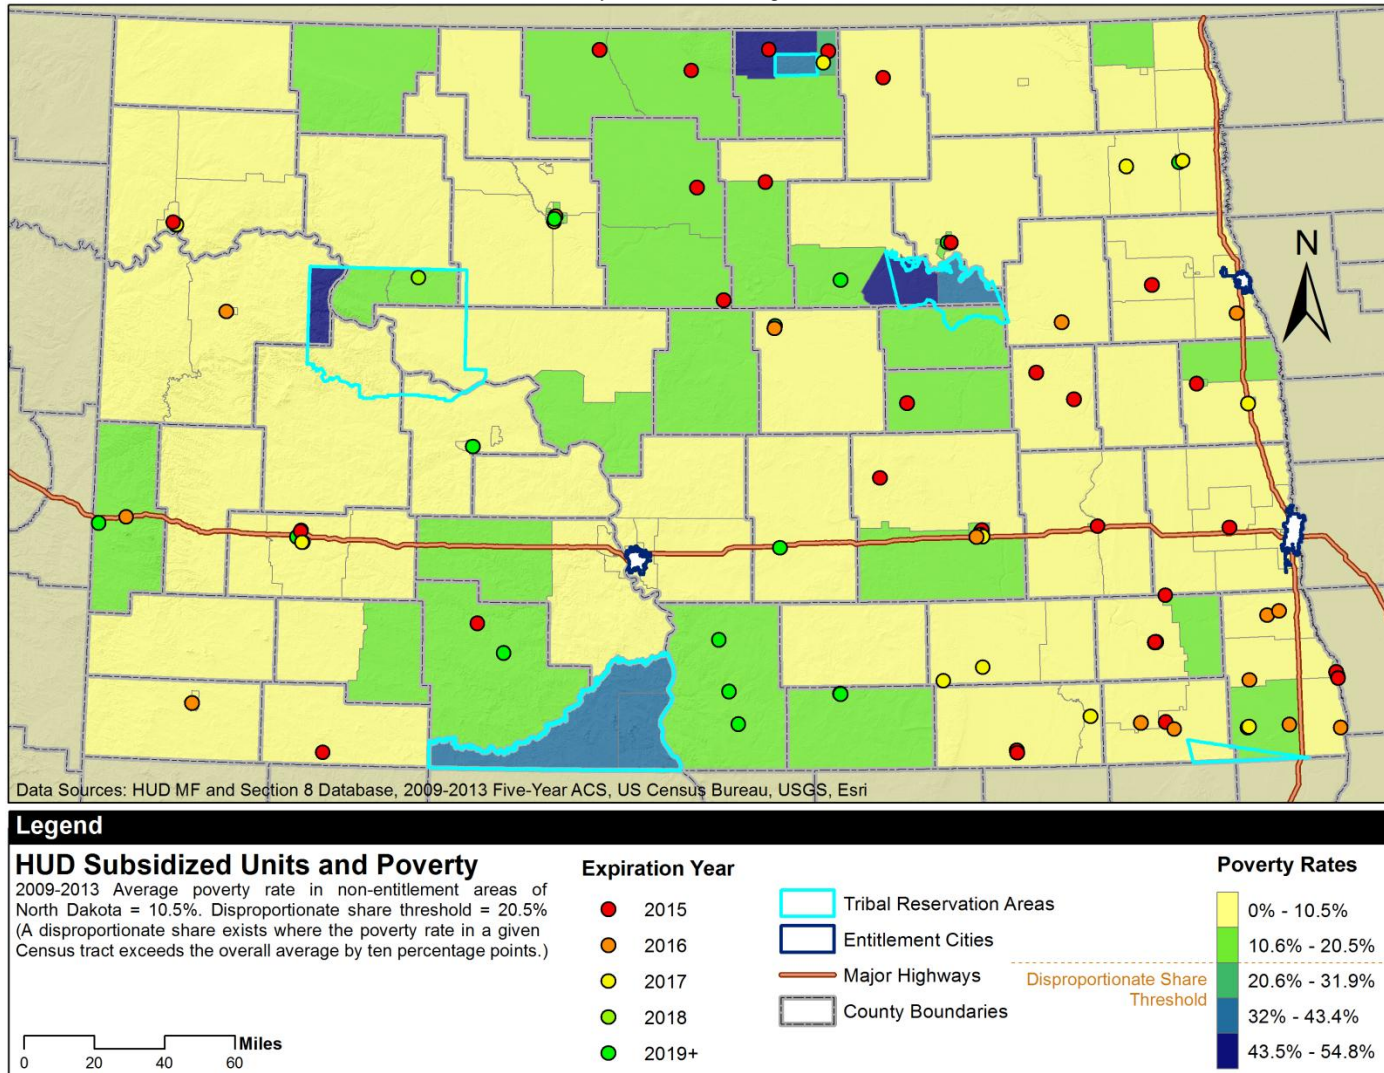 N
Data Sources: HUD MF and Section 8 Database, 2009-2013 Five-Year ACS, US Census Bureau, USGS, Esri
Legend
HUD Subsidized Units and Poverty
2009-2013 Average poverty rate in non-entitlement areas of
North Dakota = 10.5%. Disproportionate share threshold = 20.5%
(A disproportionate share exists where the poverty rate in a given
Census tract exceeds the overall average by ten percentage points.)
Miles
0 20 40 60
Expiration Year
2015
2016
2017
2018
2019+
Tribal Reservation Areas
Entitlement Cities
Major Highways
County Boundaries
Poverty Rates
0% - 10.5%
10.6% - 20.5%
Disproportionate Share
Threshold
20.6% - 31.9%
32% - 43.4%
43.5% - 54.8%